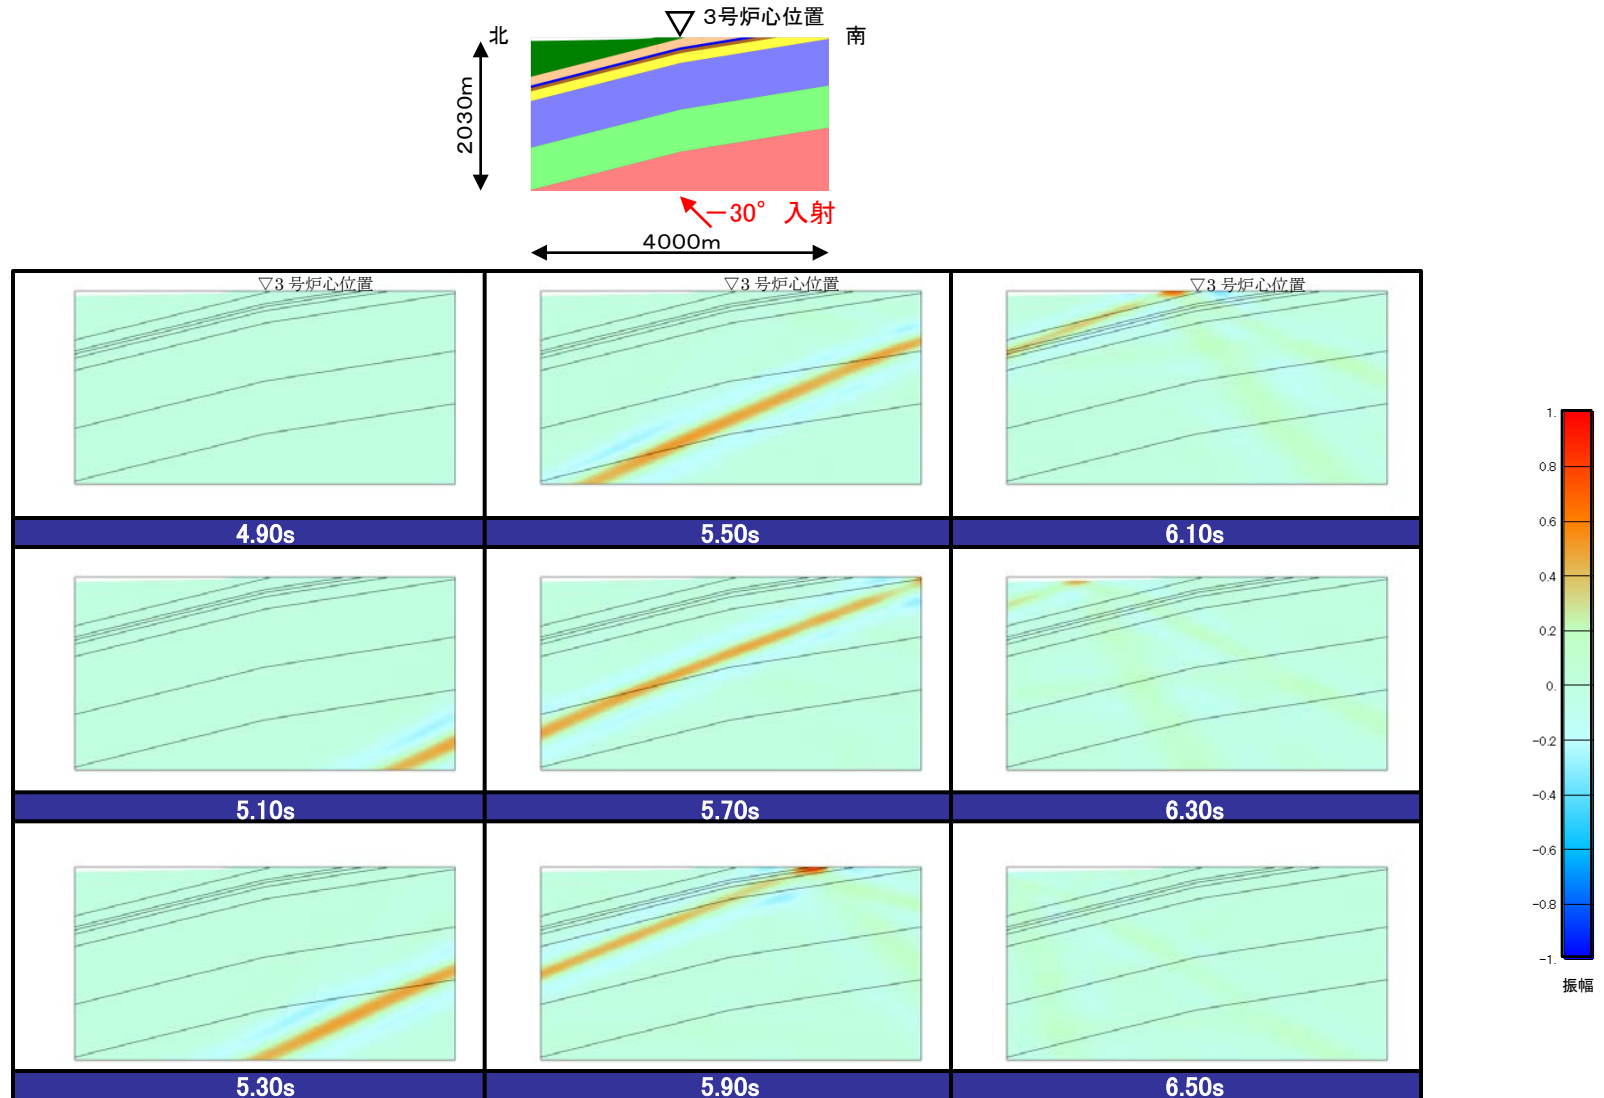 ▽ 3号炉心位置
北
南
2030m
−30° 入射
4000m
▽3 号炉心位置
▽3 号炉心位置
▽3 号炉心位置
4.90s
5.50s
6.10s
5.10s
5.70s
6.30s
5.30s
5.90s
6.50s
1.
0.8
0.6
0.4
0.2
0.
-0.2
-0.4
-0.6
-0.8
-1.
振幅